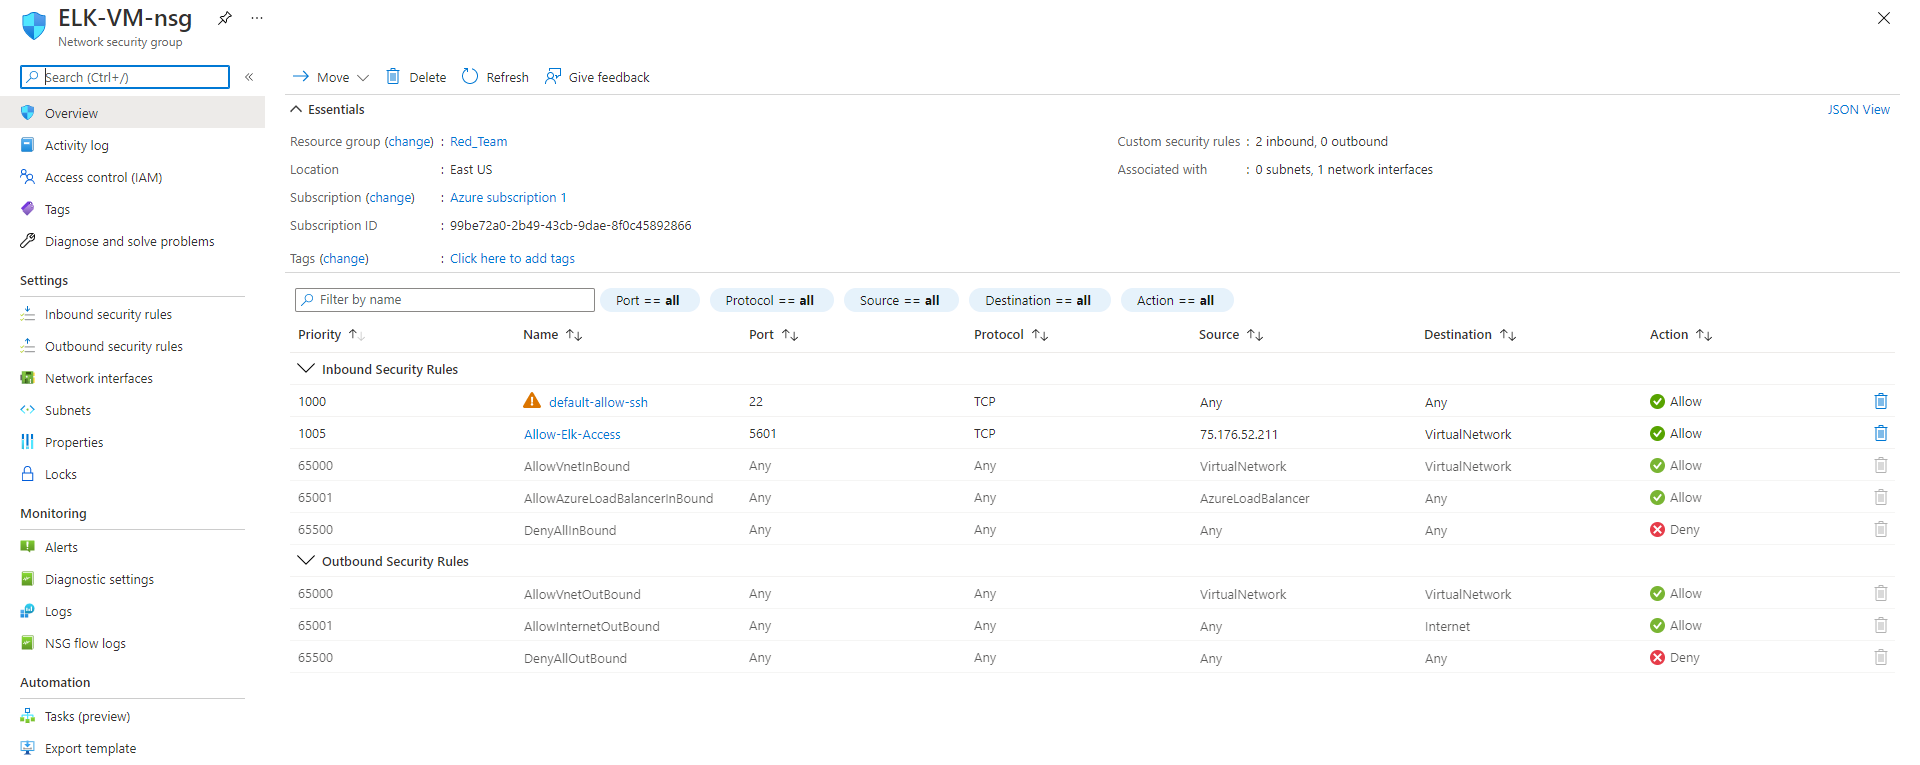 ELK-VM-nsg
Network security group
Search (Ctrl+/)
Overview
Activity log
Access control (IAM)
Tags
Diagnose and solve problems
Settings
Inbound security rules
Outbound security rules
Network interfaces
Subnets
Properties
Locks
Monitoring
Alerts
Diagnostic settings
Logs
NSG flow logs
Automation
Tasks (preview)
Export template
Move Delete Refresh Give feedback
Essentials JSON View
Resource group (change) : Red_Team
Location : East US
Subscription (change) : Azure subscription 1
Subscription ID : 99be72a0-2b49-43cb-9dae-8f0c45892866
Tags (change) : Click here to add tags
Custom security rules : 2 inbound, 0 outbound
Associated with : 0 subnets, 1 network interfaces
Filter by name Port == all Protocol == all Source == all Destination == all Action == all
Priority Name Port Protocol Source Destination Action
Inbound Security Rules
1000 default-allow-ssh 22 TCP Any Any Allow
1005 Allow-Elk-Access 5601 TCP 75.176.52.211 VirtualNetwork Allow
65000 AllowVnetInBound Any Any VirtualNetwork VirtualNetwork Allow
65001 AllowAzureLoadBalancerInBound Any Any AzureLoadBalancer Any Allow
65500 DenyAllInBound Any Any Any Any Deny
Outbound Security Rules
65000 AllowVnetOutBound Any Any VirtualNetwork VirtualNetwork Allow
65001 AllowInternetOutBound Any Any Any Internet Allow
65500 DenyAllOutBound Any Any Any Any Deny